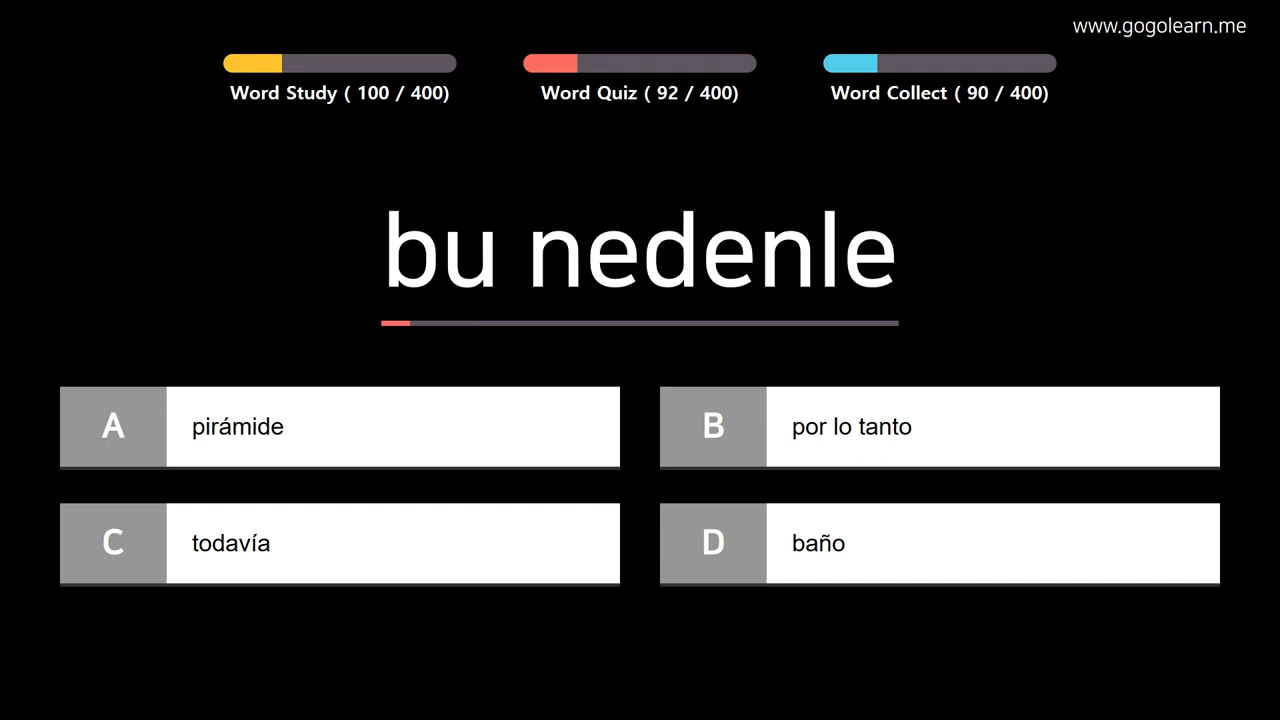 www.gogolearn.me
Word Study ( 100 / 400)
Word Quiz ( 92 / 400)
Word Collect ( 90 / 400)
bu nedenle
A
pirámide
B
por lo tanto
C
todavía
D
baño